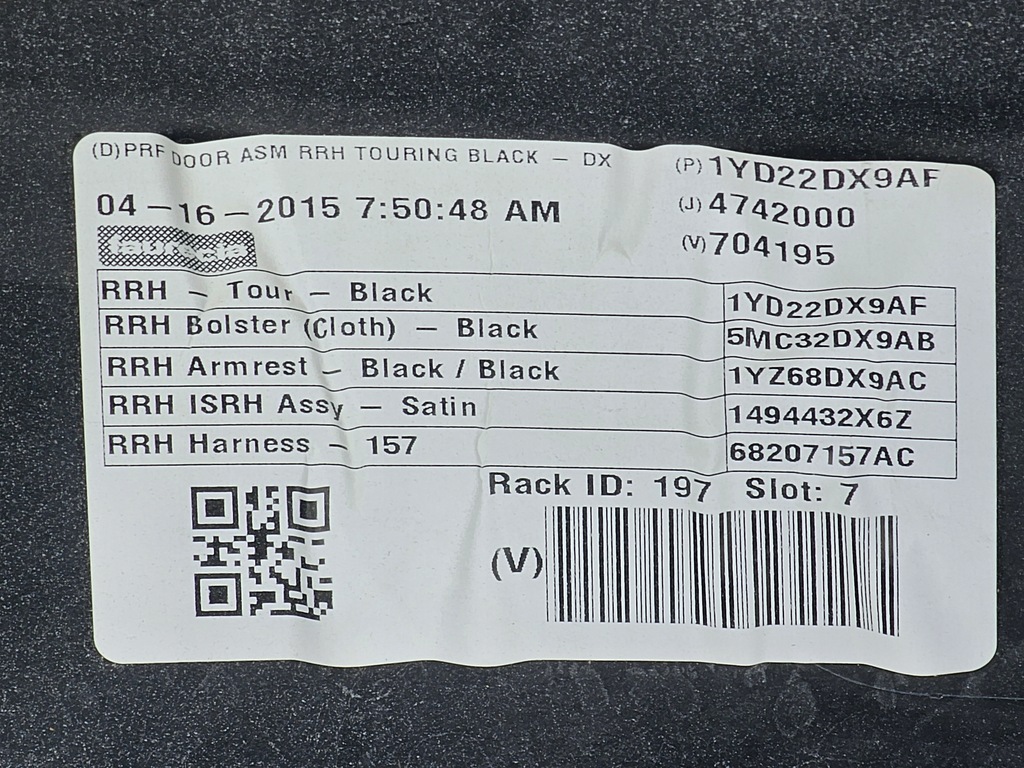 (D)PRF DOOR ASM RRH TOURING BLACK – DX
(P) 1YD22DX9AF
04-16-2015 7:50:48 AM
(J) 4742000
faurecia
(V) 704195
RRH – Tour – Black 1YD22DX9AF
RRH Bolster (Cloth) – Black 5MC32DX9AB
RRH Armrest – Black / Black 1YZ68DX9AC
RRH ISRH Assy – Satin 1494432X6Z
RRH Harness – 157 68207157AC
Rack ID: 197 Slot: 7
(V)